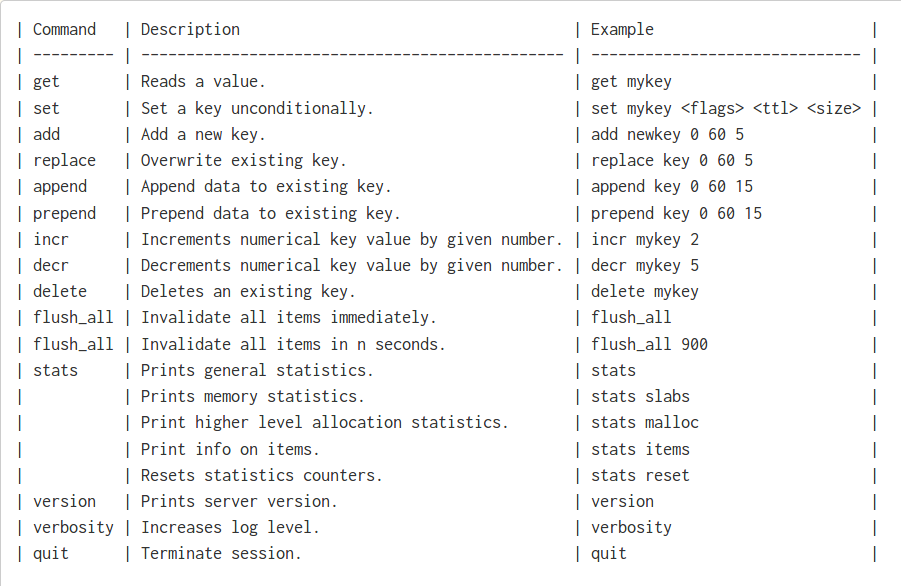 | Command   | Description                                     | Example                        |
| --------- | ----------------------------------------------- | ------------------------------ |
| get       | Reads a value.                                  | get mykey                      |
| set       | Set a key unconditionally.                      | set mykey <flags> <ttl> <size> |
| add       | Add a new key.                                  | add newkey 0 60 5              |
| replace   | Overwrite existing key.                         | replace key 0 60 5             |
| append    | Append data to existing key.                    | append key 0 60 15             |
| prepend   | Prepend data to existing key.                   | prepend key 0 60 15            |
| incr      | Increments numerical key value by given number. | incr mykey 2                   |
| decr      | Decrements numerical key value by given number. | decr mykey 5                   |
| delete    | Deletes an existing key.                        | delete mykey                   |
| flush_all | Invalidate all items immediately.               | flush_all                      |
| flush_all | Invalidate all items in n seconds.              | flush_all 900                  |
| stats     | Prints general statistics.                      | stats                          |
|           | Prints memory statistics.                       | stats slabs                    |
|           | Print higher level allocation statistics.       | stats malloc                   |
|           | Print info on items.                            | stats items                    |
|           | Resets statistics counters.                     | stats reset                    |
| version   | Prints server version.                          | version                        |
| verbosity | Increases log level.                            | verbosity                      |
| quit      | Terminate session.                              | quit                           |